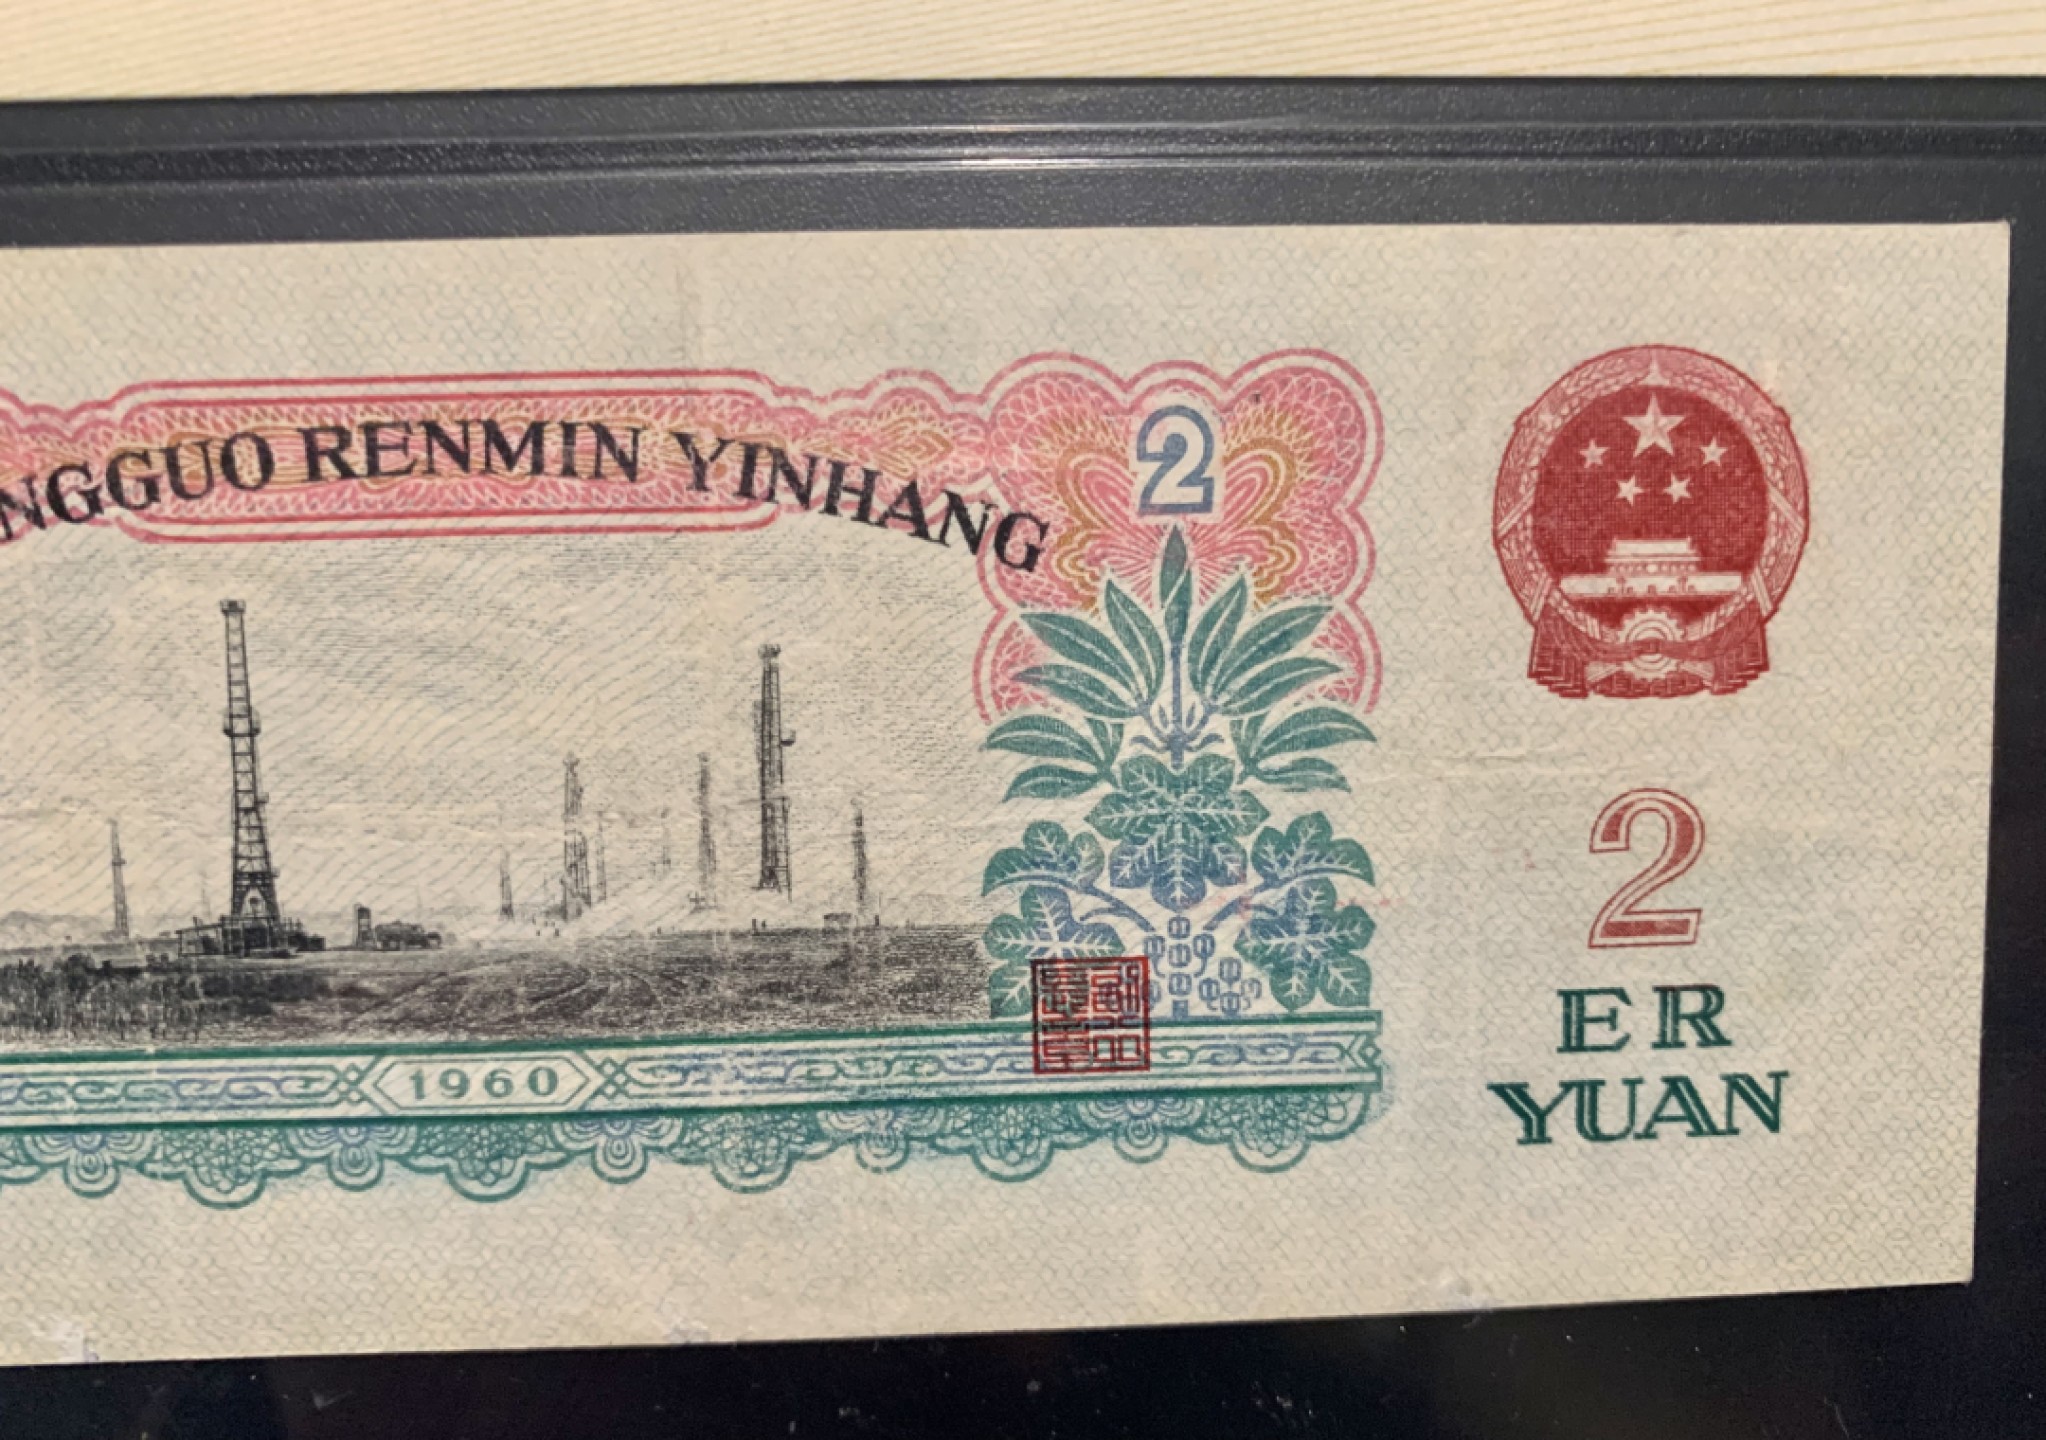 NGGUO RENMIN YINHANG
2
2
ER
YUAN
1960